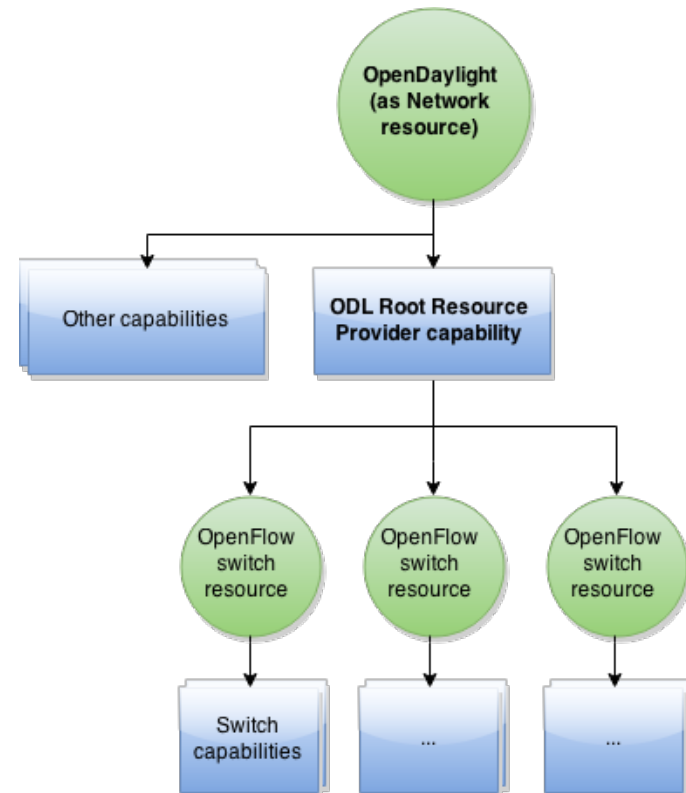 OpenDaylight
(as Network
resource)
Other capabilities
ODL Root Resource
Provider capability
OpenFlow
switch
resource
OpenFlow
switch
resource
OpenFlow
switch
resource
Switch
capabilities
...
...